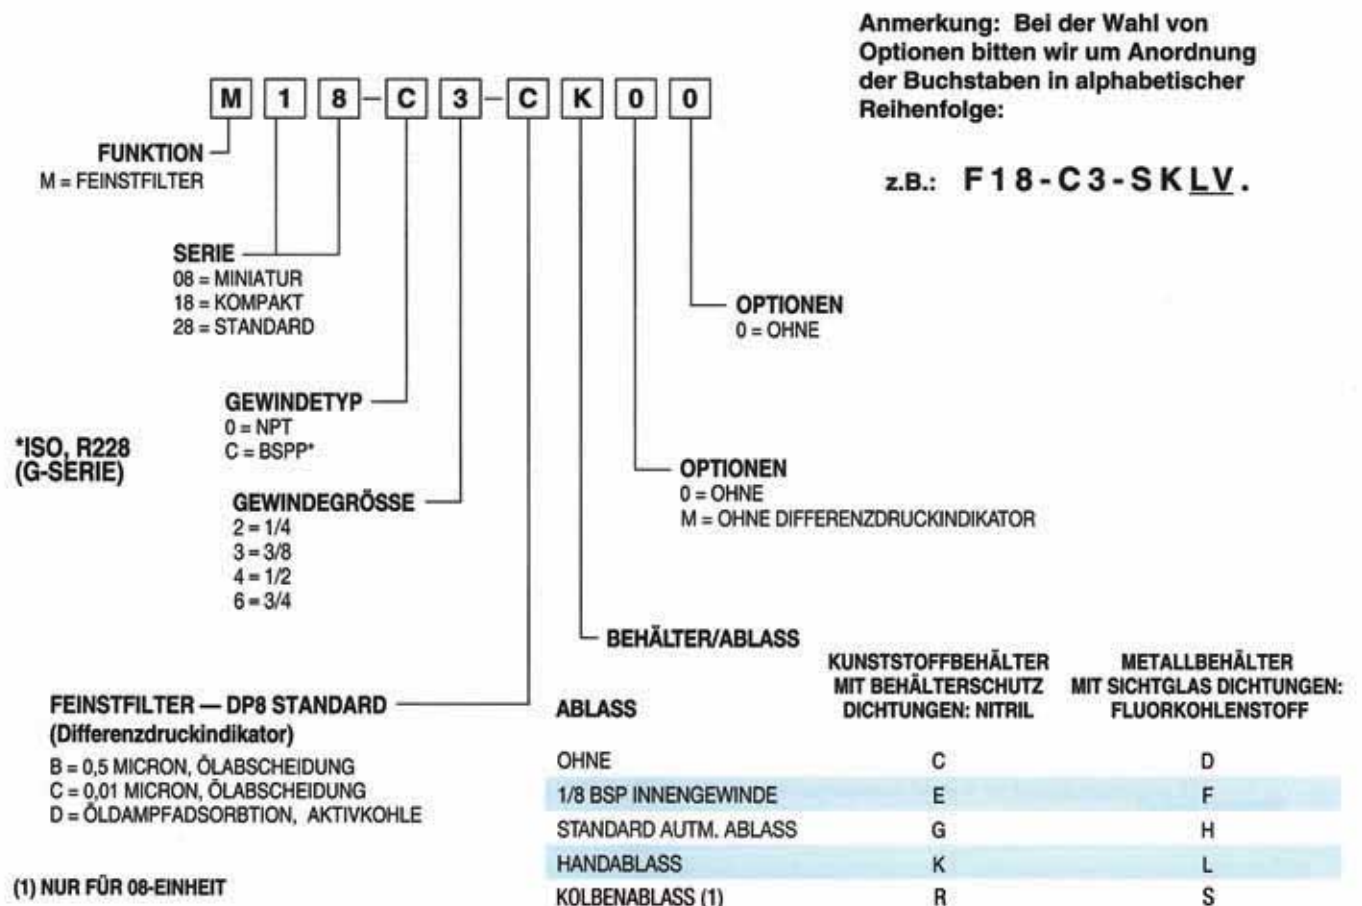 Anmerkung: Bei der Wahl von
Optionen bitten wir um Anordnung
der Buchstaben in alphabetischer
Reihenfolge:
z.B.: F18-C3-SKLV.
M 1 8 - C 3 - C K 0 0
FUNKTION
M = FEINSTFILTER
SERIE
08 = MINIATUR
18 = KOMPAKT
28 = STANDARD
OPTIONEN
0 = OHNE
GEWINDETYP
0 = NPT
C = BSPP*
*ISO, R228
(G-SERIE)
GEWINDEGRÖSSE
2 = 1/4
3 = 3/8
4 = 1/2
6 = 3/4
OPTIONEN
0 = OHNE
M = OHNE DIFFERENZDRUCKINDIKATOR
FEINSTFILTER — DP8 STANDARD
(Differenzdruckindikator)
B = 0,5 MICRON, ÖLABSCHEIDUNG
C = 0,01 MICRON, ÖLABSCHEIDUNG
D = ÖLDAMPFADSORBTION, AKTIVKOHLE
(1) NUR FÜR 08-EINHEIT
BEHÄLTER/ABLASS
KUNSTSTOFFBEHÄLTER METALLBEHÄLTER
MIT BEHÄLTERSCHUTZ MIT SICHTGLAS DICHTUNGEN:
ABLASS DICHTUNGEN: NITRIL FLUORKOHLENSTOFF
OHNE C D
1/8 BSP INNENGEWINDE E F
STANDARD AUTM. ABLASS G H
HANDABLASS K L
KOLBENABLASS (1) R S